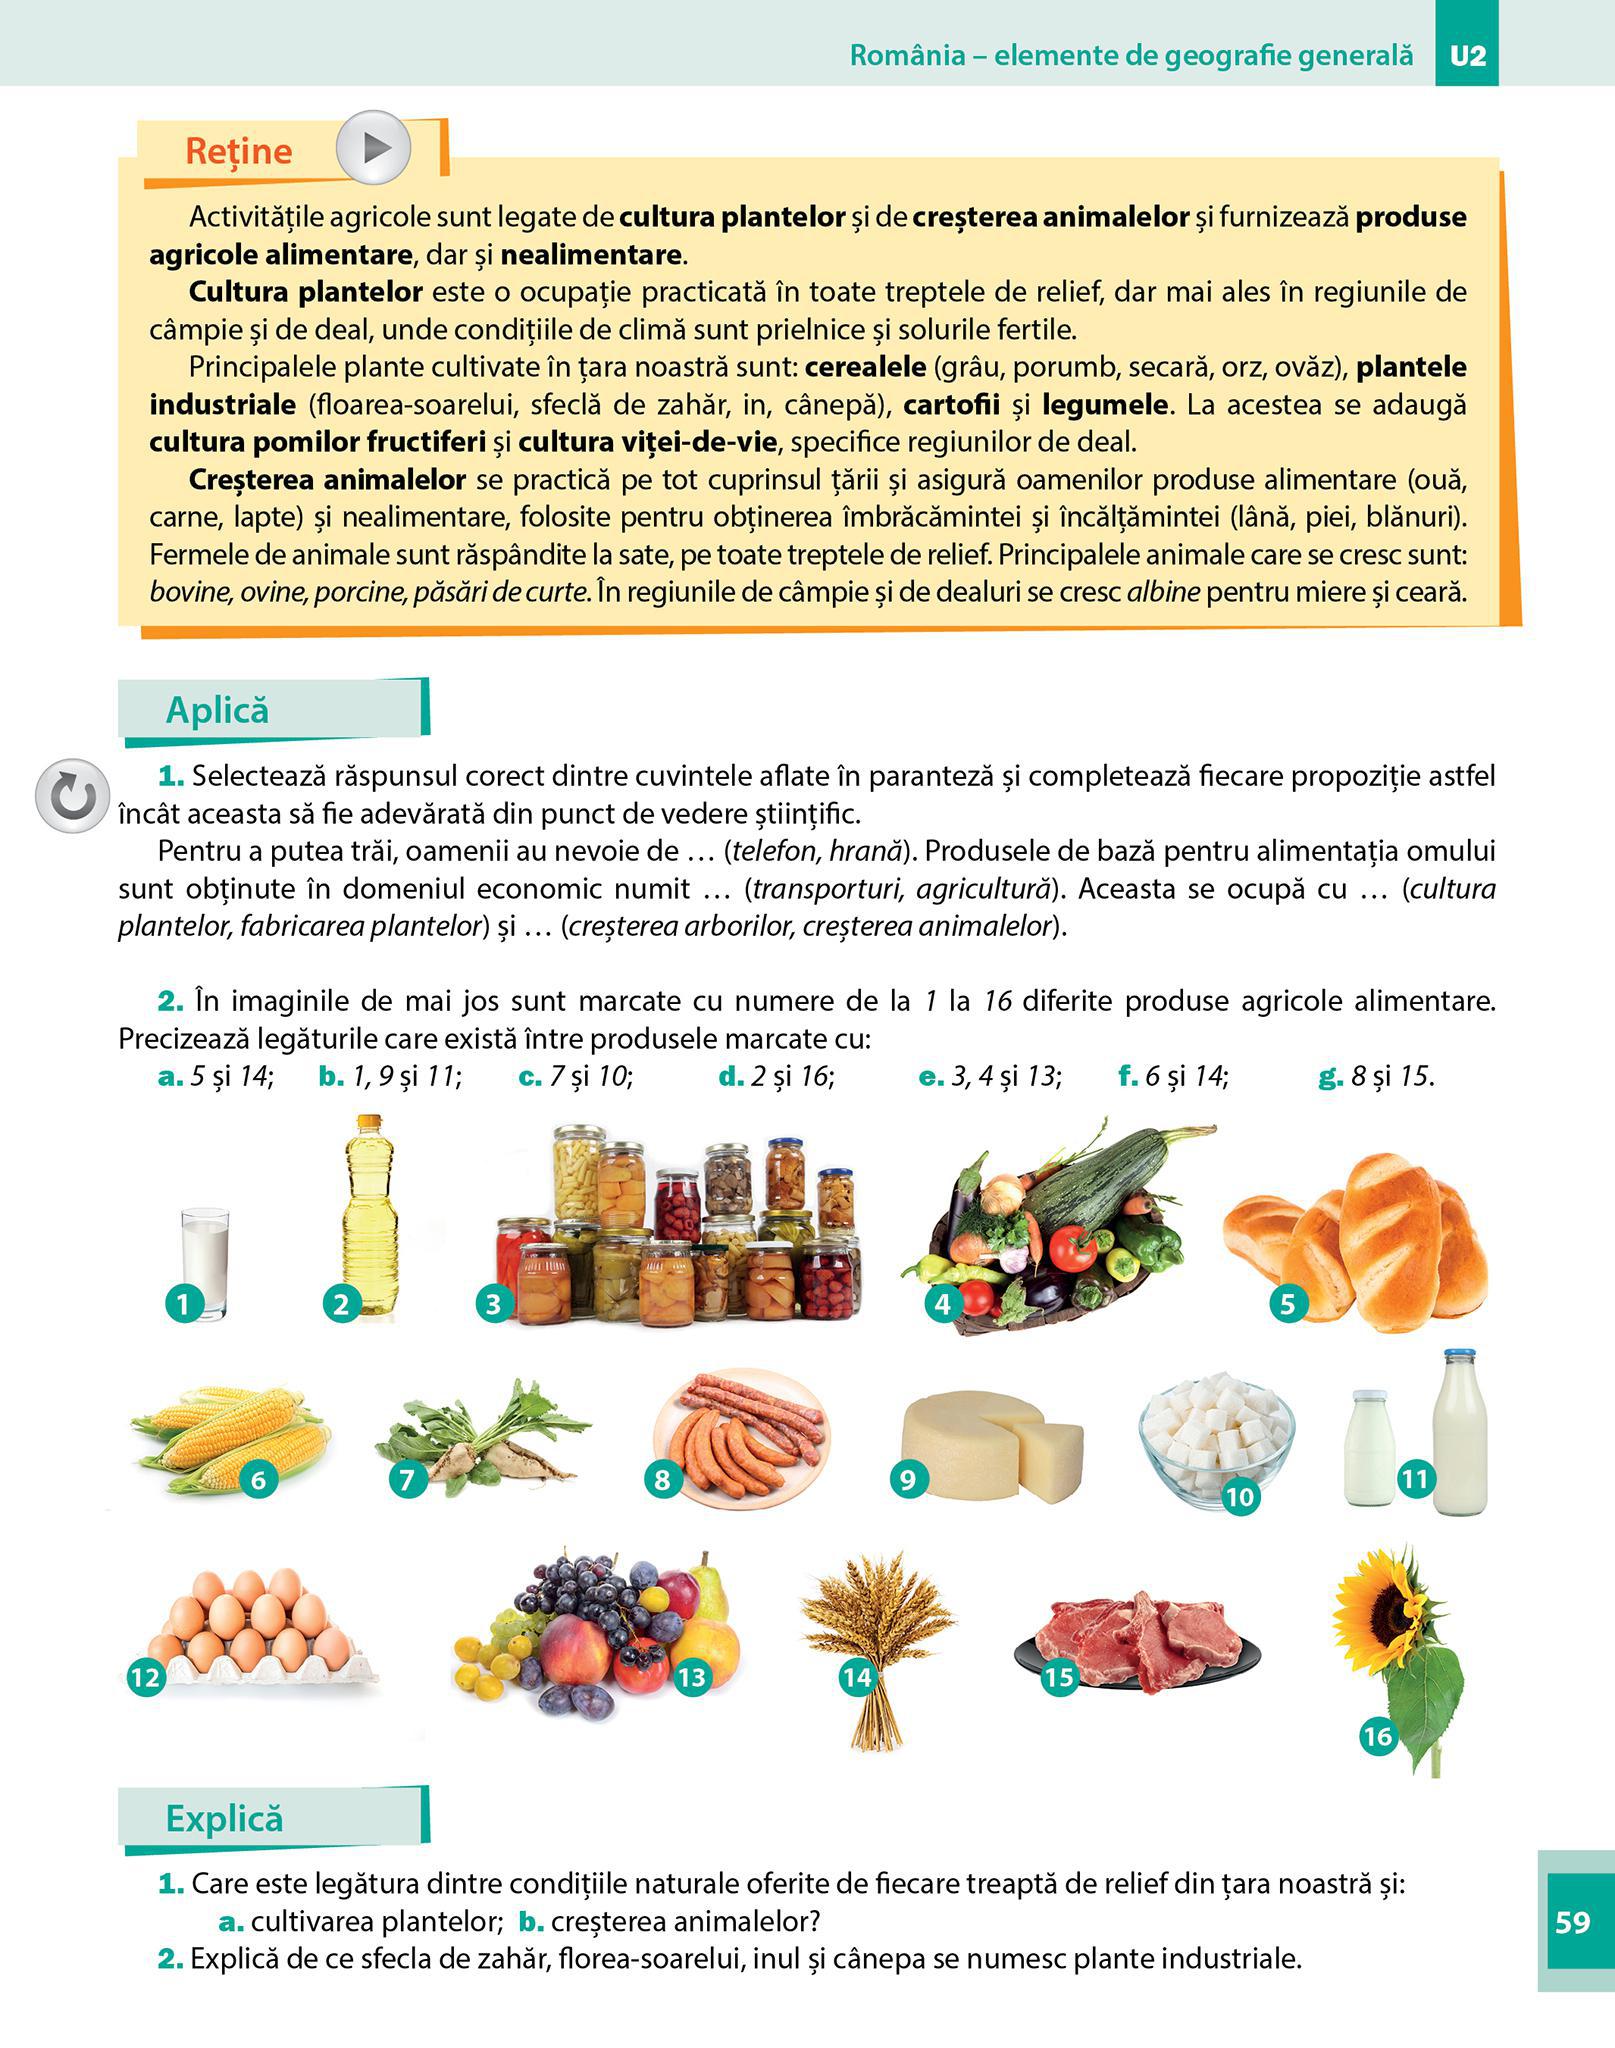 România – elemente de geografie generală U2
Reține
Activitățile agricole sunt legate de cultura plantelor și de creșterea animalelor și furnizează produse
agricole alimentare, dar și nealimentare.
Cultura plantelor este o ocupație practicată în toate treptele de relief, dar mai ales în regiunile de
câmpie și de deal, unde condițiile de climă sunt prielnice și solurile fertile.
Principalele plante cultivate în țara noastră sunt: cerealele (grâu, porumb, secară, orz, ovăz), plantele
industriale (floarea-soarelui, sfeclă de zahăr, in, cânepă), cartofii și legumele. La acestea se adaugă
cultura pomilor fructiferi și cultura viței-de-vie, specifice regiunilor de deal.
Creșterea animalelor se practică pe tot cuprinsul țării și asigură oamenilor produse alimentare (ouă,
carne, lapte) și nealimentare, folosite pentru obținerea îmbrăcămintei și încălțămintei (lână, piei, blănuri).
Fermele de animale sunt răspândite la sate, pe toate treptele de relief. Principalele animale care se cresc sunt:
bovine, ovine, porcine, păsări de curte. În regiunile de câmpie și de dealuri se cresc albine pentru miere și ceară.
Aplică
1. Selectează răspunsul corect dintre cuvintele aflate în paranteză și completează fiecare propoziție astfel
încât aceasta să fie adevărată din punct de vedere științific.
Pentru a putea trăi, oamenii au nevoie de … (telefon, hrană). Produsele de bază pentru alimentația omului
sunt obținute în domeniul economic numit … (transporturi, agricultură). Aceasta se ocupă cu … (cultura
plantelor, fabricarea plantelor) și … (creșterea arborilor, creșterea animalelor).
2. În imaginile de mai jos sunt marcate cu numere de la 1 la 16 diferite produse agricole alimentare.
Precizează legăturile care există între produsele marcate cu:
a. 5 și 14; b. 1, 9 și 11; c. 7 și 10; d. 2 și 16; e. 3, 4 și 13; f. 6 și 14; g. 8 și 15.
1 2 3 4 5
6 7 8 9 10 11
12 13 14 15 16
Explică
1. Care este legătura dintre condițiile naturale oferite de fiecare treaptă de relief din țara noastră și:
a. cultivarea plantelor; b. creșterea animalelor?
2. Explică de ce sfecla de zahăr, florea-soarelui, inul și cânepa se numesc plante industriale.
59